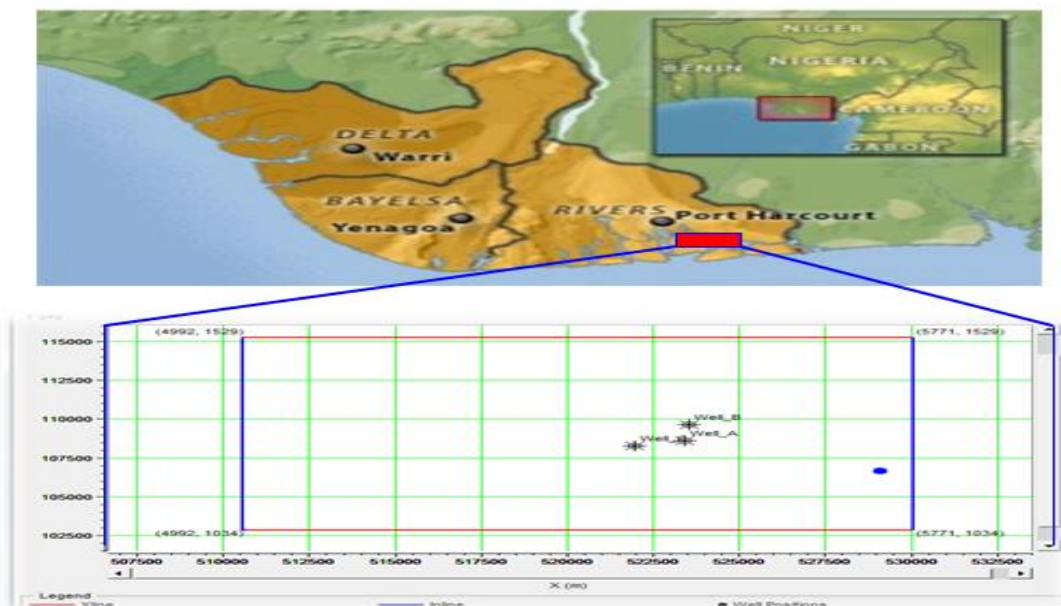 NIGER
NIGERIA
BENIN
CAMEROON
GABON
DELTA
Warri
BAYELSA
Yenagoa
RIVERS
Port Harcourt
(4992, 1529)
(5771, 1529)
115000
112500
110000
107500
105000
102500
Well_B
Well_A
Well_
(4992, 1034)
(5771, 1034)
507500 510000 512500 515000 517500 520000 522500 525000 527500 530000 532500
X (m)
Legend
Xline Inline Well Positions